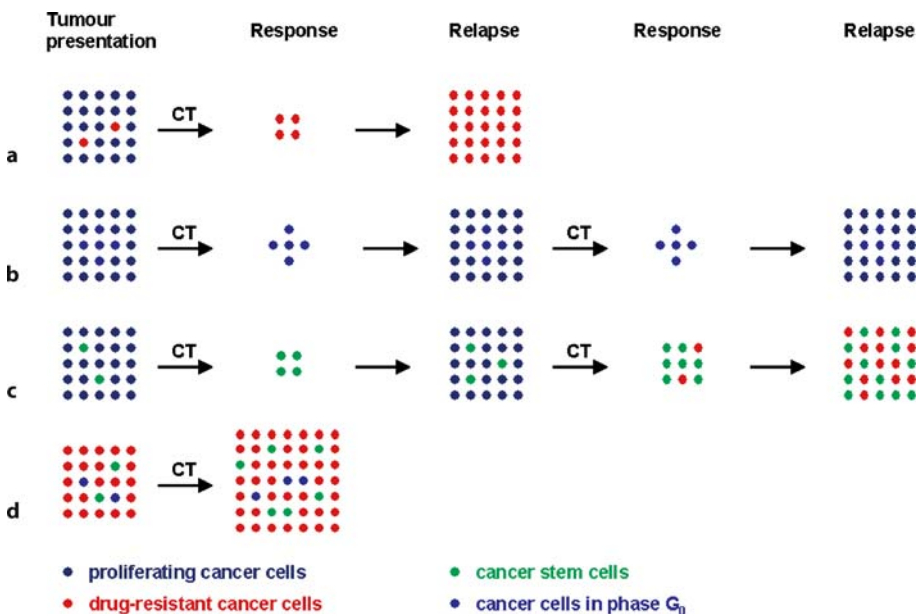 Tumour
presentation
Response
Relapse
Response
Relapse
CT
a
CT
CT
b
CT
CT
c
CT
d
proliferating cancer cells
cancer stem cells
drug-resistant cancer cells
cancer cells in phase G₀